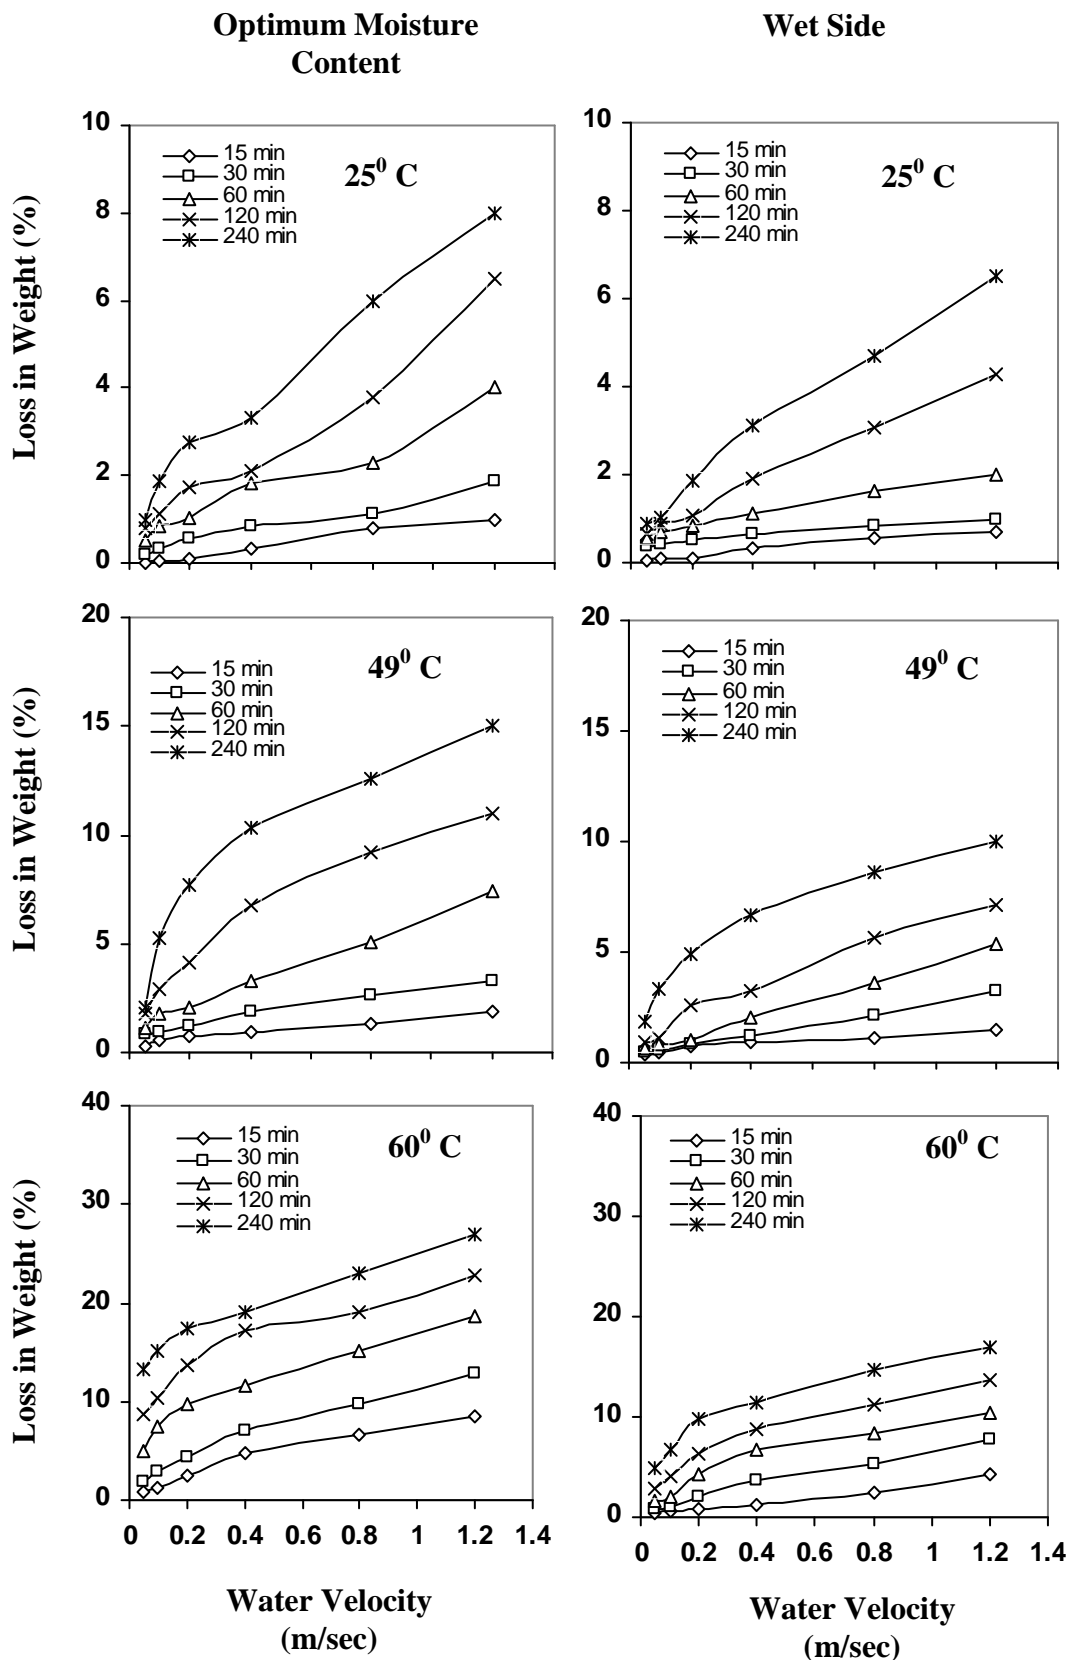 Optimum Moisture
Content
Wet Side
10
8
6
4
2
0
Loss in Weight (%)
15 min
30 min
60 min
120 min
240 min
25⁰ C
10
8
6
4
2
0
15 min
30 min
60 min
120 min
240 min
25⁰ C
20
15
10
5
0
Loss in Weight (%)
15 min
30 min
60 min
120 min
240 min
49⁰ C
20
15
10
5
0
15 min
30 min
60 min
120 min
240 min
49⁰ C
40
30
20
10
0
Loss in Weight (%)
15 min
30 min
60 min
120 min
240 min
60⁰ C
0 0.2 0.4 0.6 0.8 1 1.2 1.4
Water Velocity
(m/sec)
40
30
20
10
0
15 min
30 min
60 min
120 min
240 min
60⁰ C
0 0.2 0.4 0.6 0.8 1 1.2 1.4
Water Velocity
(m/sec)